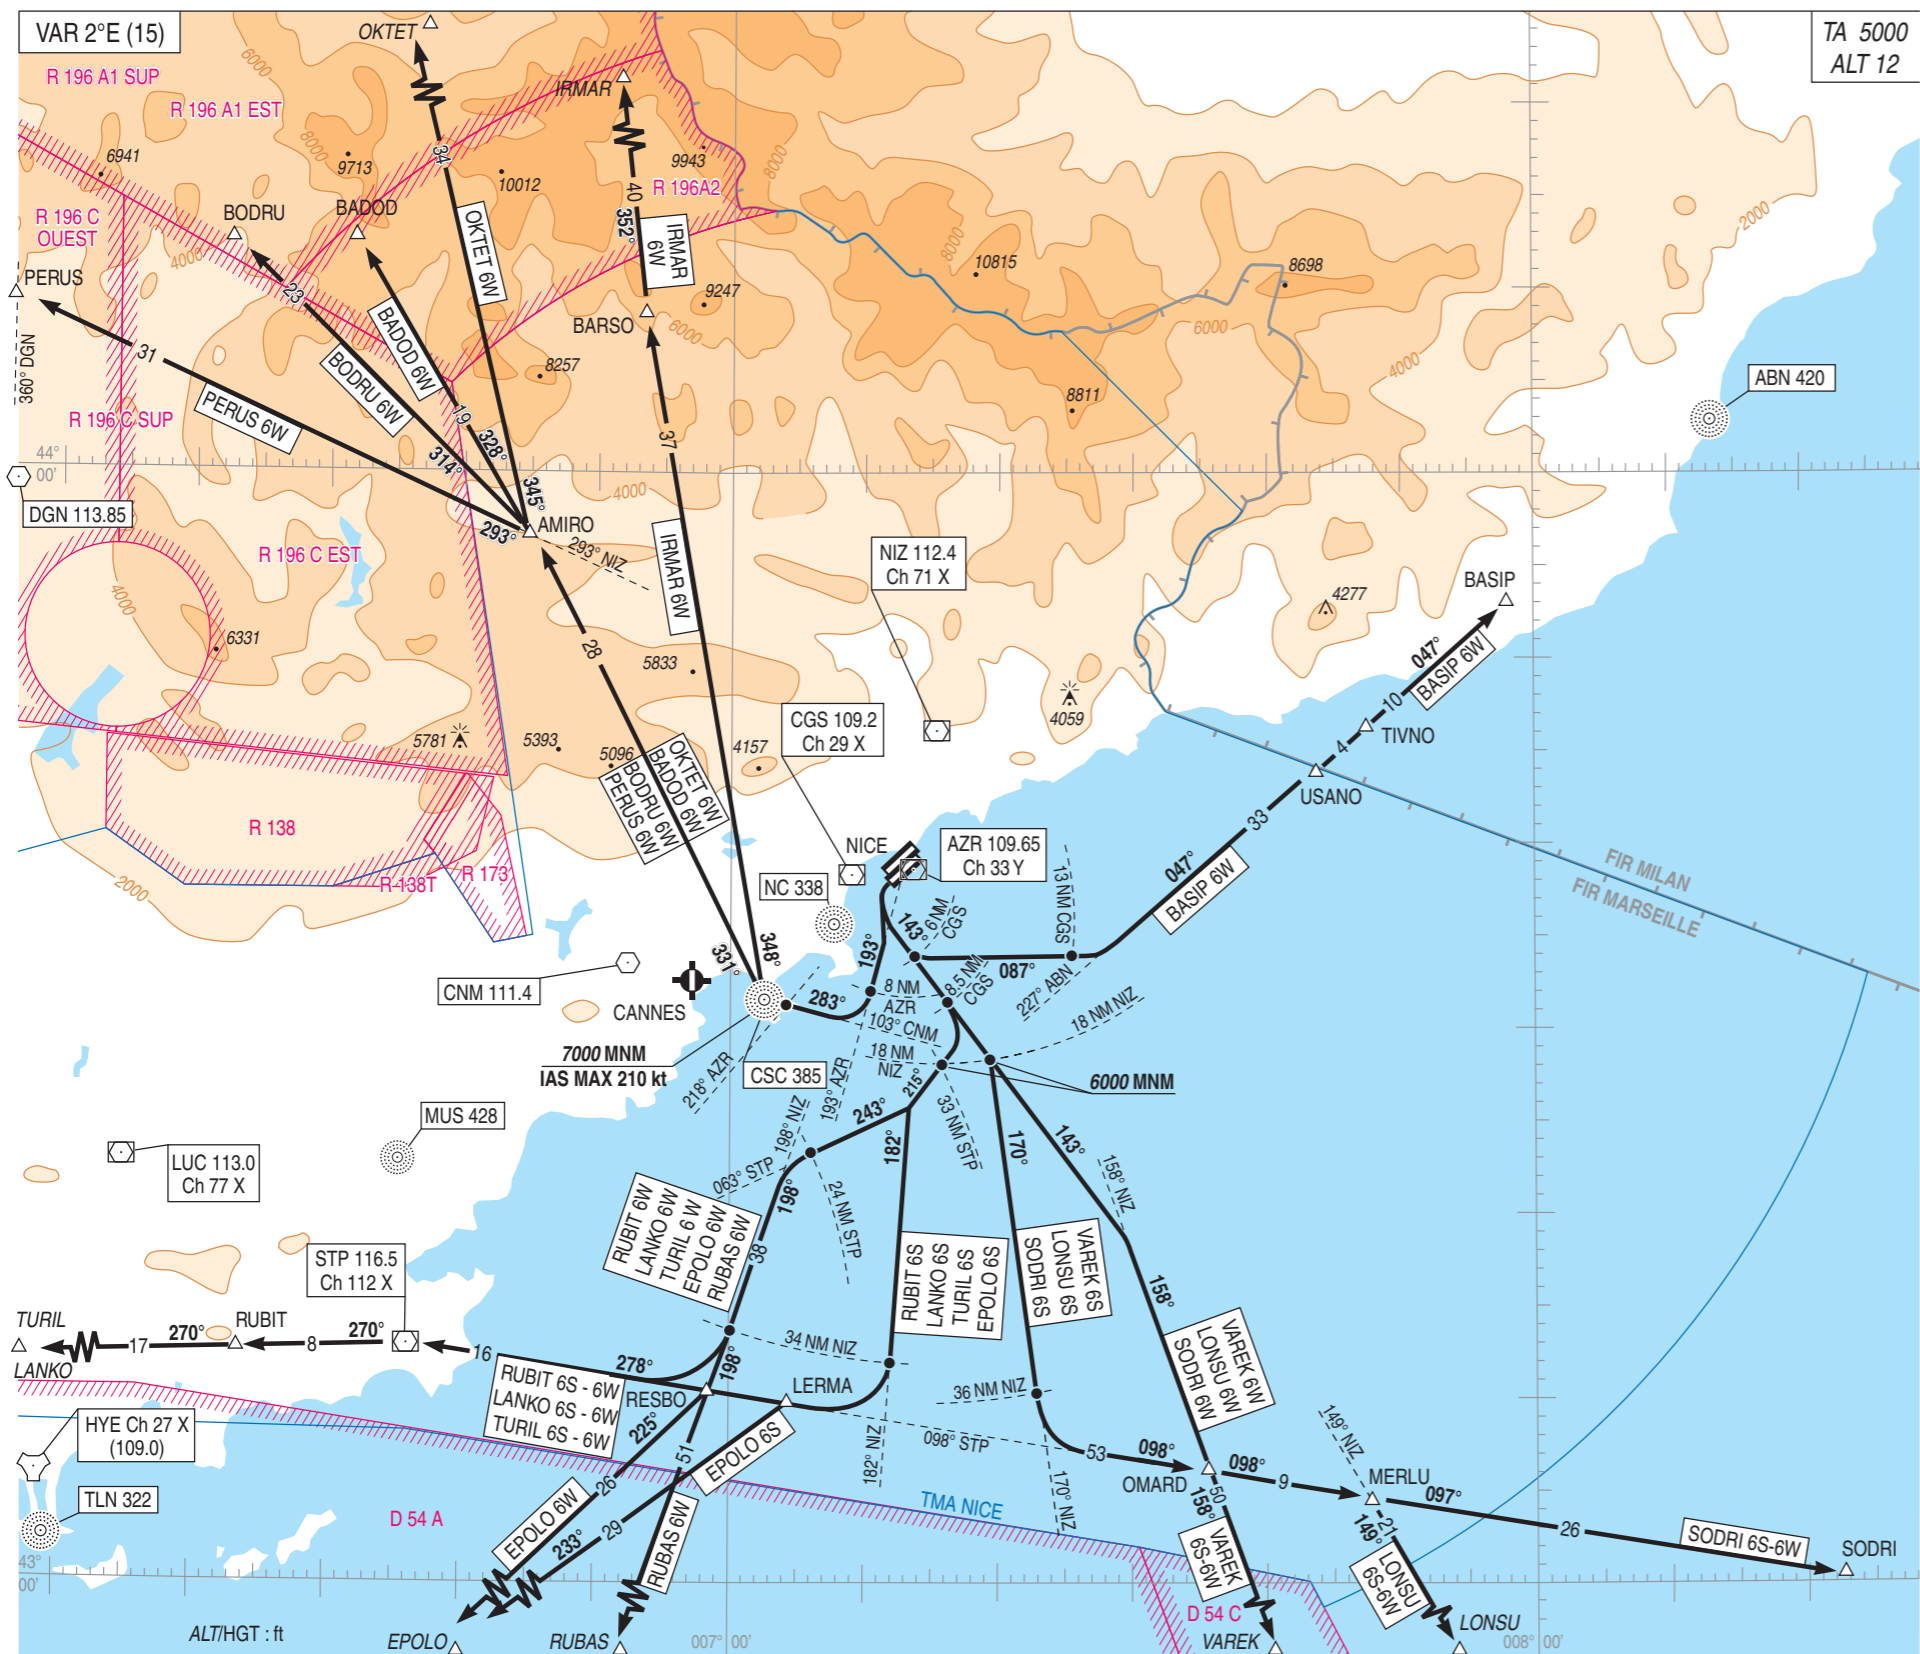 VAR 2°E (15)
TA 5000
ALT 12
OKTET
R 196 A1 SUP
R 196 A1 EST
6000
8000
IRMAR
6941
9713
34
10012
9943
8000
R 196A2
40
352°
R 196 C
OUEST
BODRU
BADOD
OKTET 6W
IRMAR
6W
2000
4000
8000
10815
8698
PERUS
23
9247
BARSO
6000
6000
31
360° DGN
BADOD 6W
BODRU 6W
8257
4000
8811
ABN 420
PERUS 6W
R 196 C SUP
19
328°
314°
37
44°
00'
345°
4000
DGN 113.85
293°
AMIRO
293° NIZ
R 196 C EST
IRMAR 6W
NIZ 112.4
Ch 71 X
BASIP
4277
4000
6331
28
5833
047°
BASIP 6W
10
CGS 109.2
Ch 29 X
4059
TIVNO
4
5781
5393
5096
4157
OKTET 6W
BADOD 6W
BODRU 6W
PERUS 6W
USANO
33
R 138
NICE
AZR 109.65
Ch 33 Y
FIR MILAN
FIR MARSEILLE
R 138T
R 173
2000
NC 338
13 NM CGS
047°
BASIP 6W
6 NM
CGS
143°
193°
331°
348°
087°
227° ABN
8.5 NM
CGS
CNM 111.4
CANNES
283°
8 NM
AZR
103° CNM
18 NM NIZ
7000 MNM
IAS MAX 210 kt
218° AZR
CSC 385
18 NM
NIZ
193° AZR
215°
6000 MNM
MUS 428
243°
198° NIZ
33 NM STP
182°
170°
143°
158° NIZ
LUC 113.0
Ch 77 X
063° STP
198°
24 NM STP
RUBIT 6W
LANKO 6W
TURIL 6 W
EPOLO 6W
RUBAS 6W
38
RUBIT 6S
LANKO 6S
TURIL 6S
EPOLO 6S
VAREK 6S
LONSU 6S
SODRI 6S
STP 116.5
Ch 112 X
158°
TURIL
LANKO
17
270°
RUBIT
8
270°
16
278°
34 NM NIZ
VAREK 6W
LONSU 6W
SODRI 6W
RUBIT 6S - 6W
LANKO 6S - 6W
TURIL 6S - 6W
198°
RESBO
LERMA
36 NM NIZ
HYE Ch 27 X
(109.0)
225°
51
EPOLO 6S
182° NIZ
098° STP
53
098°
OMARD
098°
9
149° NIZ
MERLU
097°
TLN 322
D 54 A
26
EPOLO 6W
233°
29
RUBAS 6W
TMA NICE
170° NIZ
50
158°
VAREK
6S-6W
21
149°
LONSU
6S-6W
26
SODRI 6S-6W
SODRI
43°
00'
D 54 C
ALT/HGT : ft
EPOLO
RUBAS
007° 00'
VAREK
LONSU
008° 00'